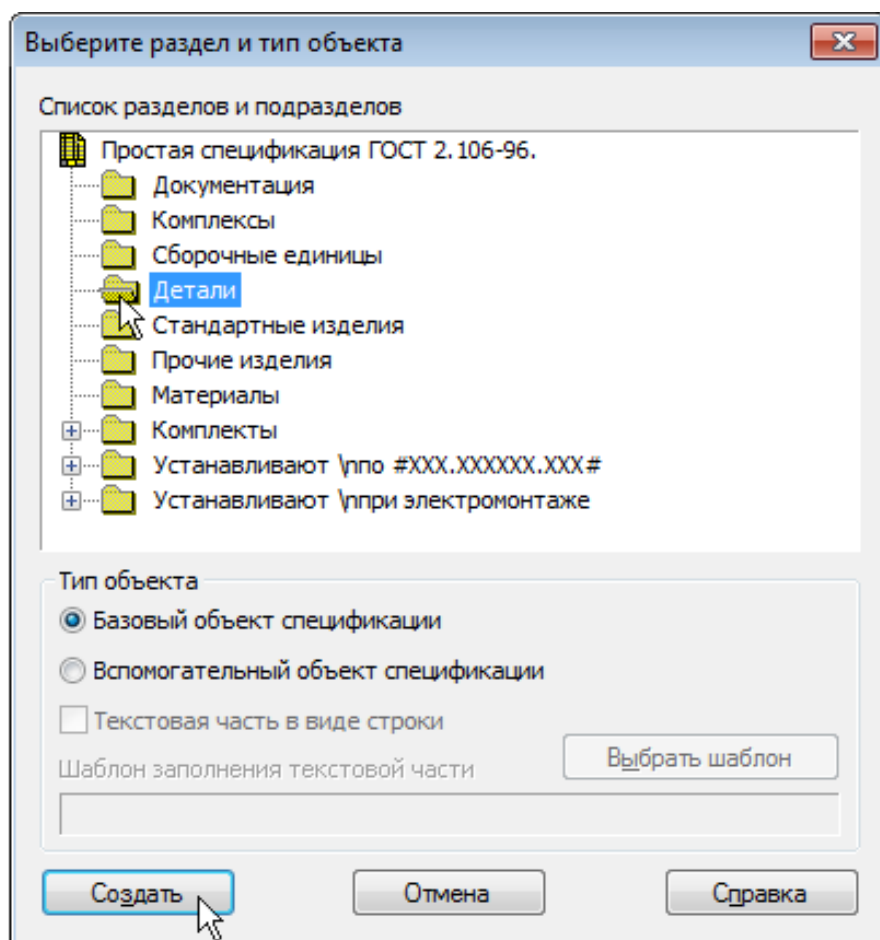 Выберите раздел и тип объекта
Список разделов и подразделов
Простая спецификация ГОСТ 2.106-96.
Документация
Комплексы
Сборочные единицы
Детали
Стандартные изделия
Прочие изделия
Материалы
Комплекты
Устанавливают \nпо #XXX.XXXXXX.XXX#
Устанавливают \nпри электромонтаже
Тип объекта
Базовый объект спецификации
Вспомогательный объект спецификации
Текстовая часть в виде строки
Шаблон заполнения текстовой части
Выбрать шаблон
Создать Отмена Справка